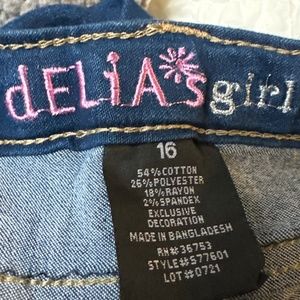 dELiA's girl
16
54% COTTON
26% POLYESTER
18% RAYON
2% SPANDEX
EXCLUSIVE
DECORATION
MADE IN BANGLADESH
RN# 36753
STYLE# 577601
LOT# 0721